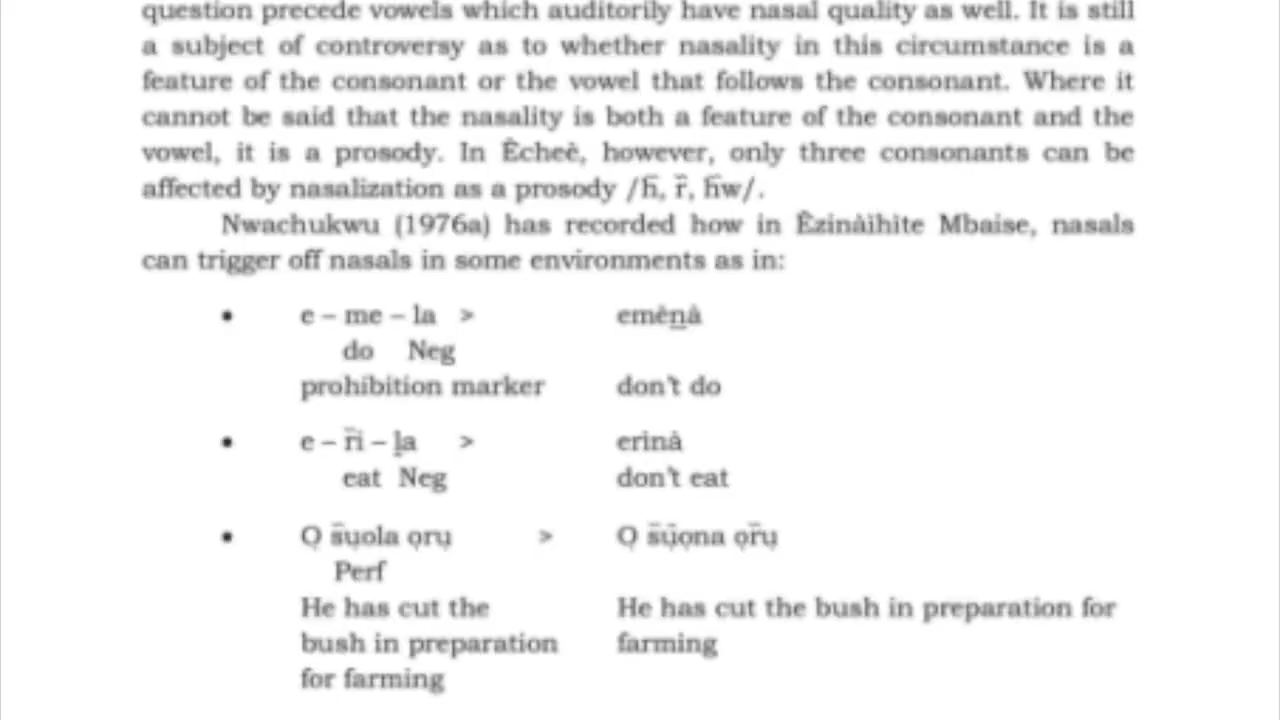 question precede vowels which auditorily have nasal quality as well. It is still
a subject of controversy as to whether nasality in this circumstance is a
feature of the consonant or the vowel that follows the consonant. Where it
cannot be said that the nasality is both a feature of the consonant and the
vowel, it is a prosody. In Êcheè, however, only three consonants can be
affected by nasalization as a prosody /h̄, r̄, h̄w/.
Nwachukwu (1976a) has recorded how in Êzinàìhite Mbaise, nasals
can trigger off nasals in some environments as in:
• e – me – la > emèṉà
do Neg
prohibition marker don't do
• e – r̄i – ḻa > erìnà
eat Neg don't eat
• Ọ s̄ụola ọrụ > Ọ s̄ụ̄ọna ọr̄ụ
Perf
He has cut the He has cut the bush in preparation for
bush in preparation farming
for farming